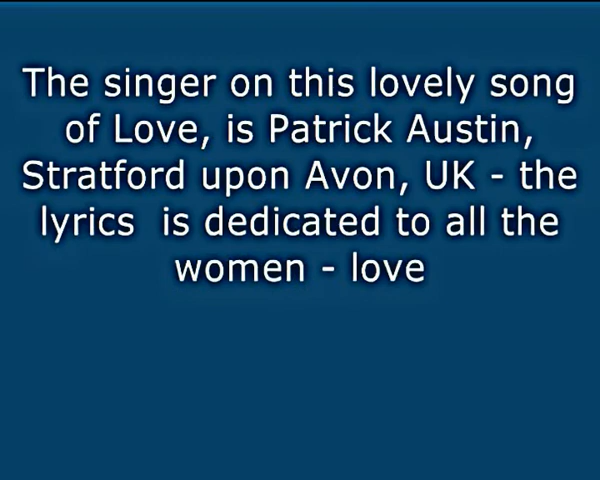 The singer on this lovely song
of Love, is Patrick Austin,
Stratford upon Avon, UK - the
lyrics  is dedicated to all the
women - love